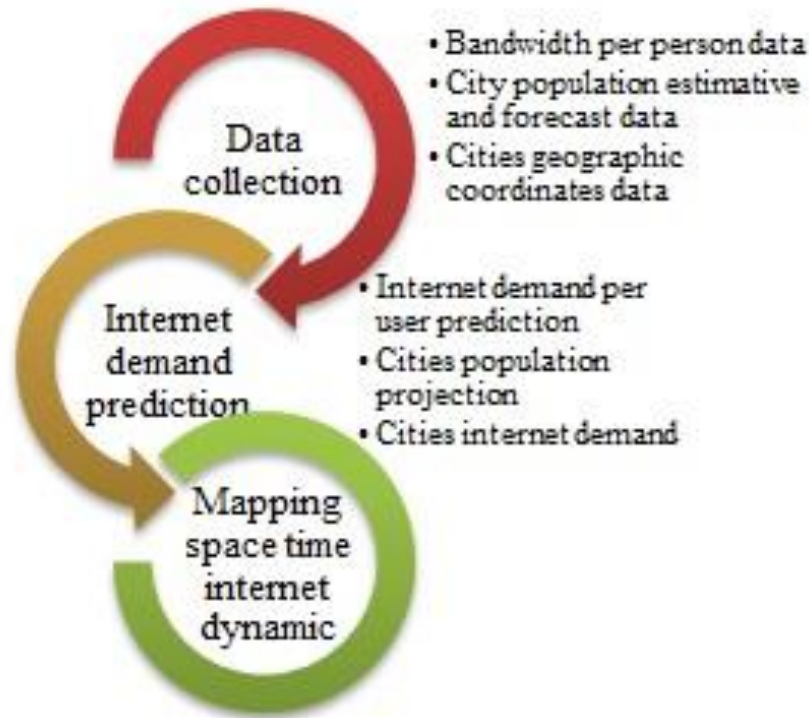 Data
collection
• Bandwidth per person data
• City population estimative
and forecast data
• Cities geographic
coordinates data
Internet
demand
prediction
• Internet demand per
user prediction
• Cities population
projection
• Cities internet demand
Mapping
space time
internet
dynamic